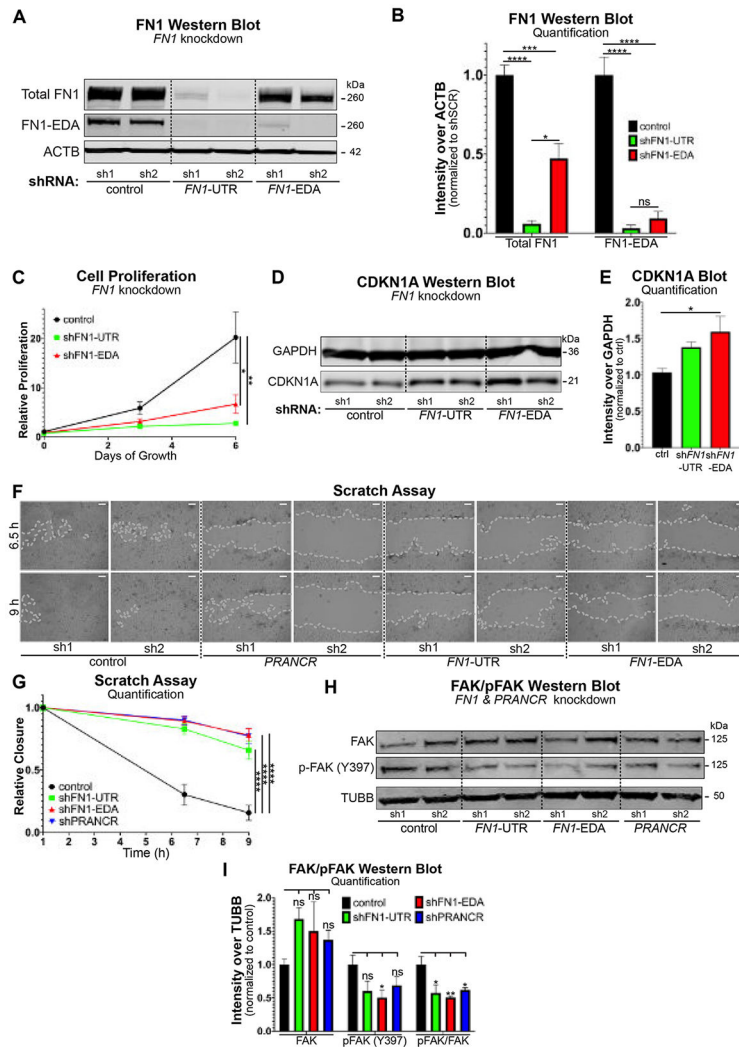 A
FN1 Western Blot
FN1 knockdown
kDa
Total FN1
- 260
FN1-EDA
- 260
ACTB
- 42
sh1 sh2 sh1 sh2 sh1 sh2
shRNA: control FN1-UTR FN1-EDA
B
FN1 Western Blot
Quantification
Intensity over ACTB
(normalized to shSCR)
1.0
0.5
0.0
*** ****
**** ****
* ns
control
shFN1-UTR
shFN1-EDA
Total FN1 FN1-EDA
C
Cell Proliferation
FN1 knockdown
Relative Proliferation
20
10
0 2 4 6
control
shFN1-UTR
shFN1-EDA
* **
Days of Growth
D
CDKN1A Western Blot
FN1 knockdown
kDa
GAPDH
- 36
CDKN1A
- 21
sh1 sh2 sh1 sh2 sh1 sh2
shRNA: control FN1-UTR FN1-EDA
E
CDKN1A Blot
Quantification
Intensity over GAPDH
(normalized to ctrl)
2.0
1.5
1.0
0.5
0.0
*
ctrl shFN1 shFN1
-UTR -EDA
F
Scratch Assay
6.5 h
9 h
sh1 sh2 sh1 sh2 sh1 sh2 sh1 sh2
control PRANCR FN1-UTR FN1-EDA
G
Scratch Assay
Quantification
Relative Closure
1.0
0.5
0.0
control
shFN1-UTR
shFN1-EDA
shPRANCR
**** **** ****
1 2 3 4 5 6 7 8 9
Time (h)
H
FAK/pFAK Western Blot
FN1 & PRANCR knockdown
kDa
FAK
- 125
p-FAK (Y397)
- 125
TUBB
- 50
sh1 sh2 sh1 sh2 sh1 sh2 sh1 sh2
control FN1-UTR FN1-EDA PRANCR
I
FAK/pFAK Western Blot
Quantification
Intensity over TUBB
(normalized to control)
2.0
1.5
1.0
0.5
0.0
control shFN1-EDA
shFN1-UTR shPRANCR
ns ns ns
ns * ns
* ** *
FAK pFAK (Y397) pFAK/FAK